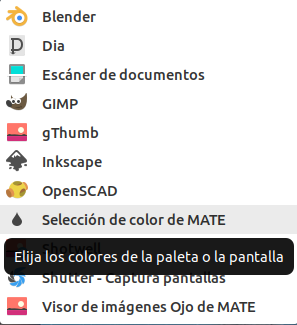 Blender
Dia
Escáner de documentos
GIMP
gThumb
Inkscape
OpenSCAD
Selección de color de MATE
Shotwell
Elija los colores de la paleta o la pantalla
Shutter - Captura pantallas
Visor de imágenes Ojo de MATE